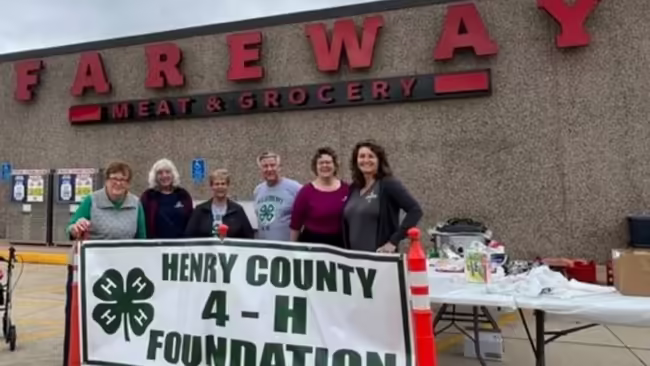 FAREWAY
MEAT & GROCERY
HENRY COUNTY
4-H
FOUNDATION
H H
H H